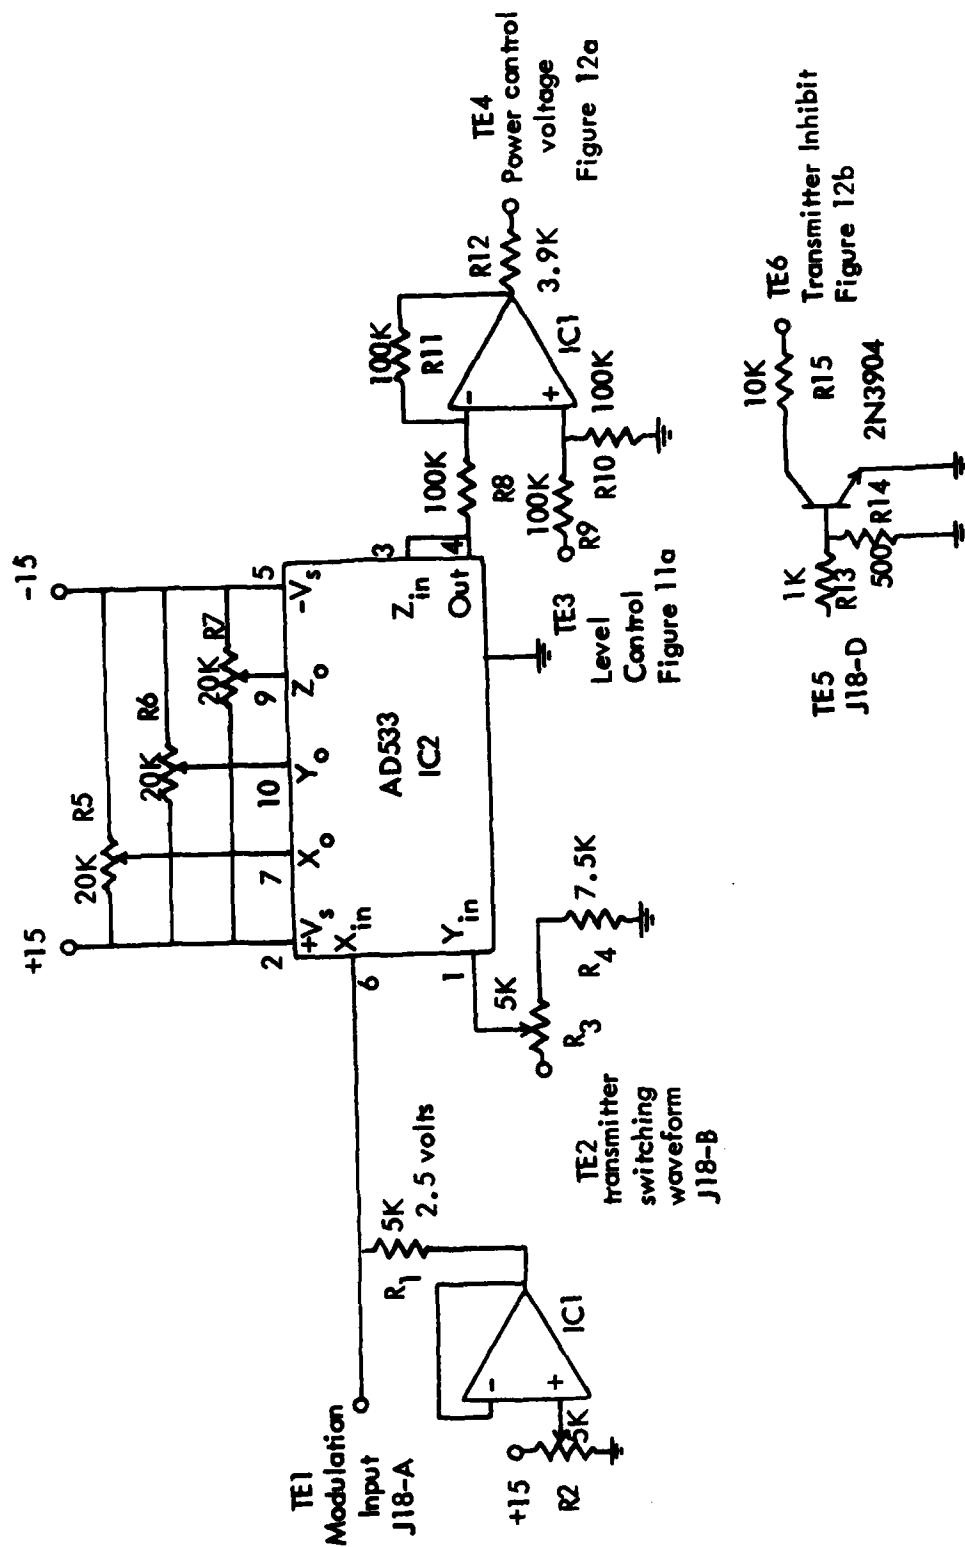 +15
-15
20K
R5
20K
R6
20K
R7
2
7
10
9
5
+Vs
Xo
Yo
Zo
-Vs
6
Xin
Zin
3
1
Yin
Out
4
AD533
IC2
TE1
Modulation
Input
J18-A
R1
5K
2.5 volts
-
+
IC1
+15
5K
R2
TE2
transmitter
switching
waveform
J18-B
5K
R3
R4
7.5K
TE3
Level
Control
Figure 11a
100K
R8
100K
R9
R10
100K
100K
R11
-
+
IC1
R12
3.9K
TE4
Power control
voltage
Figure 12a
TE5
J18-D
1K
R13
500
R14
2N3904
10K
R15
TE6
Transmitter Inhibit
Figure 12b